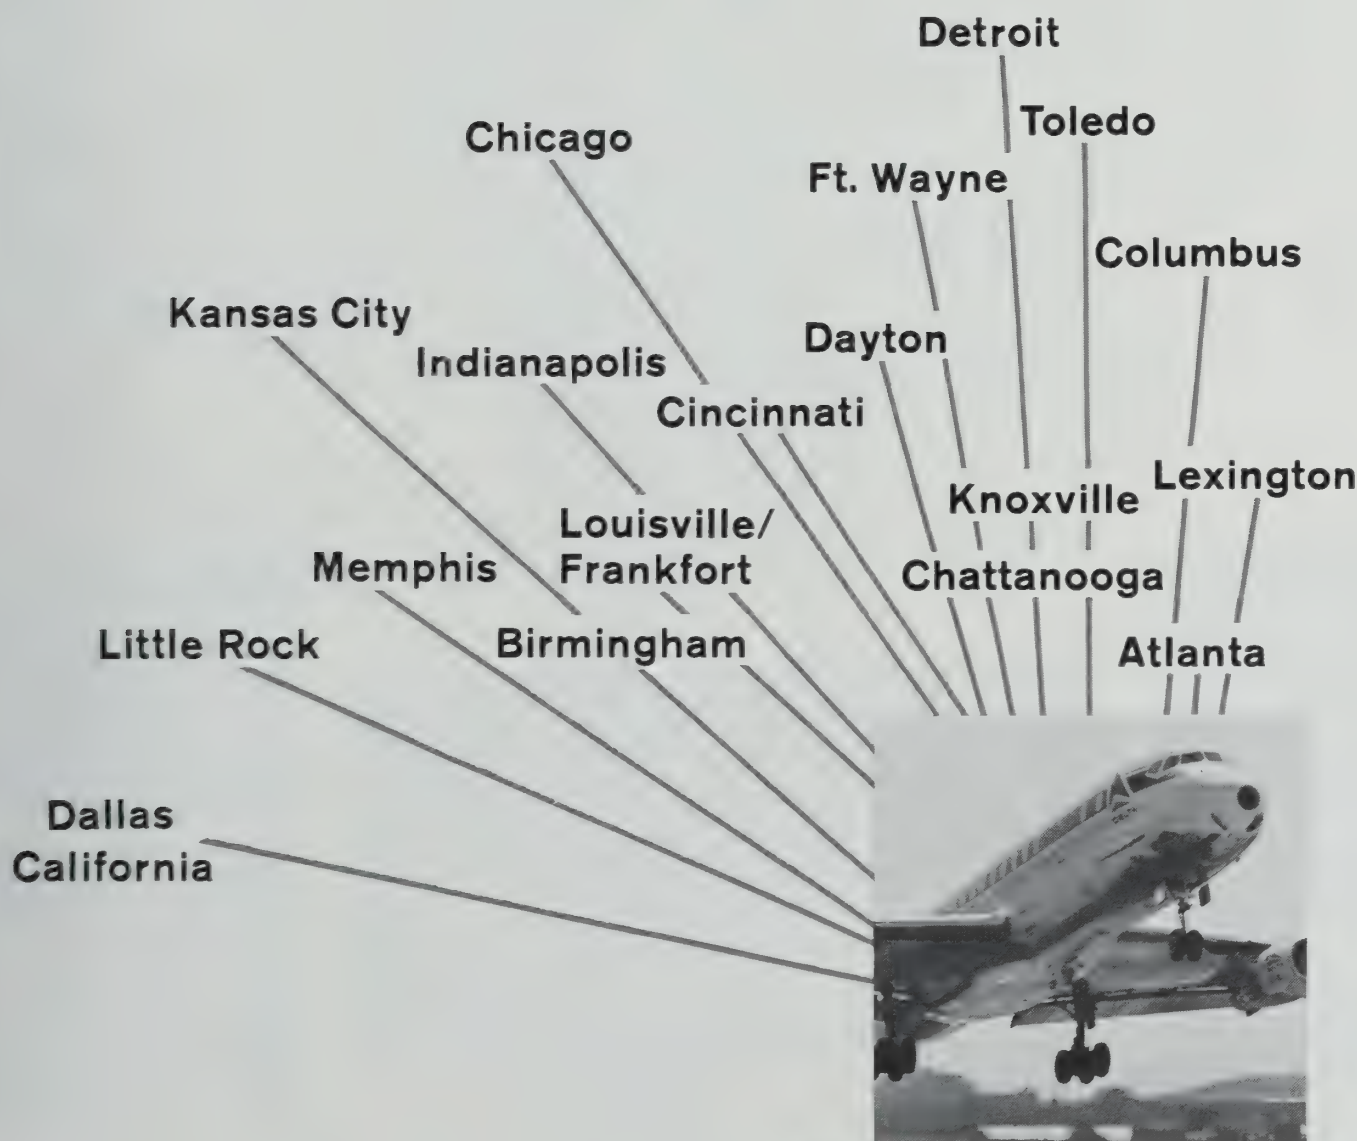 Detroit
Toledo
Chicago
Ft. Wayne
Columbus
Kansas City
Dayton
Indianapolis
Cincinnati
Lexington
Knoxville
Louisville/
Frankfort
Memphis
Chattanooga
Little Rock
Birmingham
Atlanta
Dallas
California
DELTA